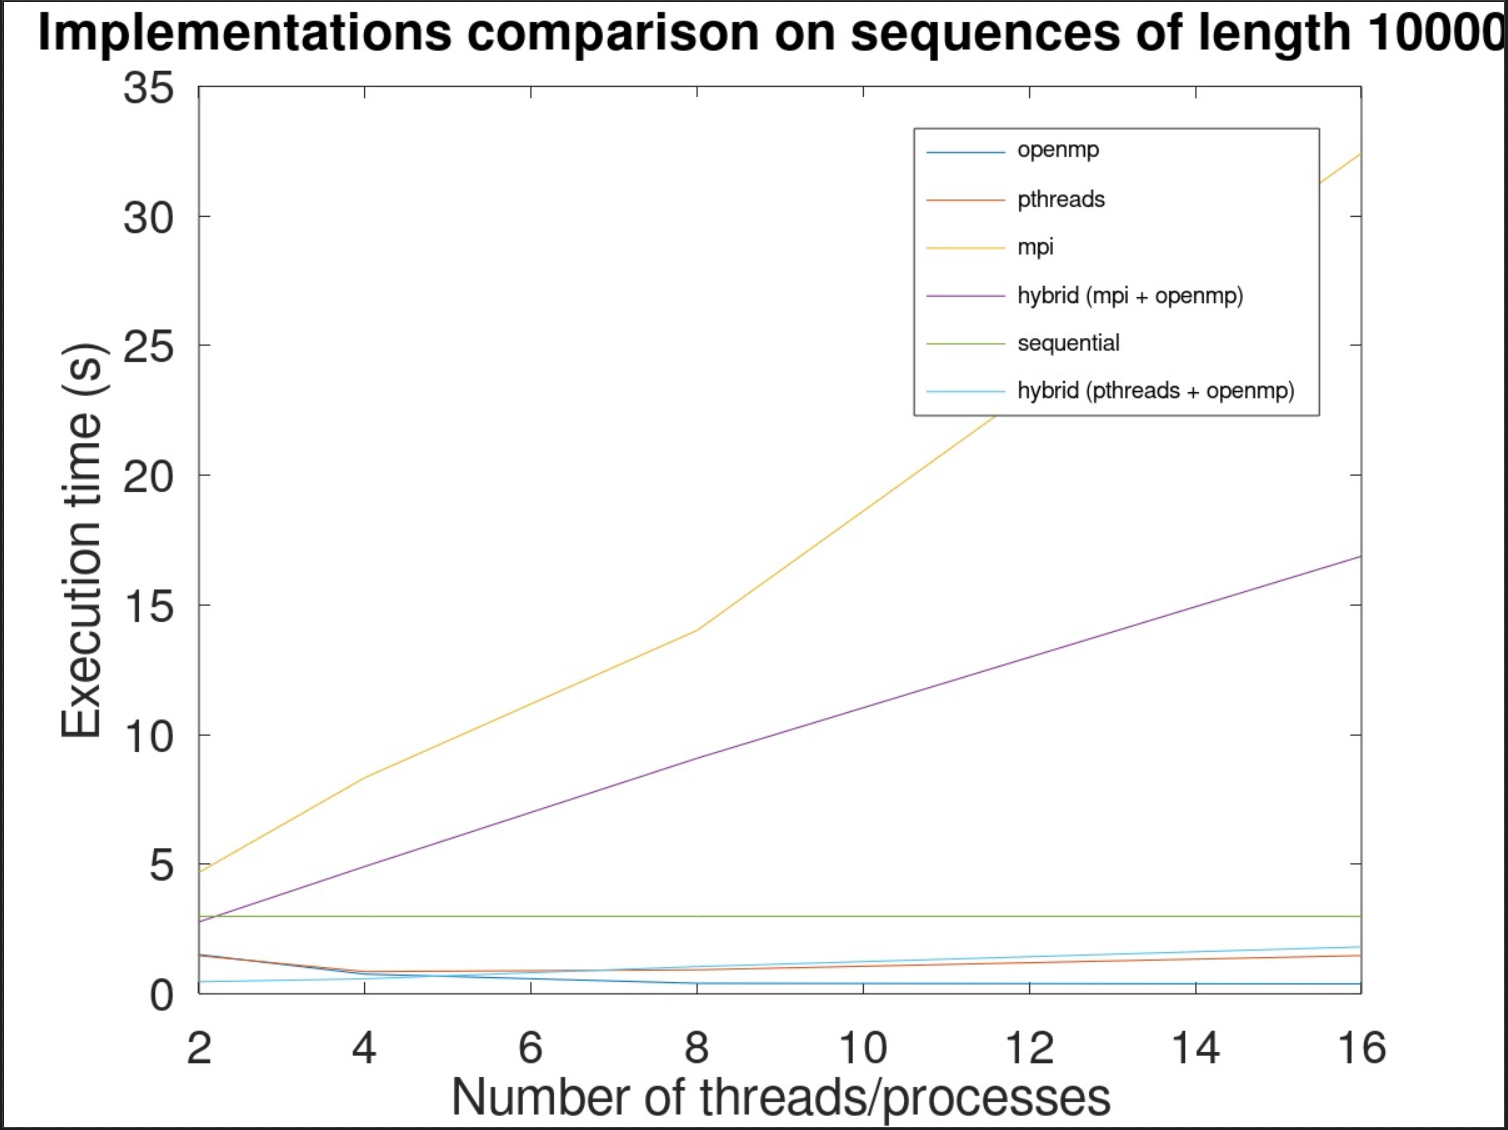 Implementations comparison on sequences of length 10000
35
30
25
20
15
10
5
0
Execution time (s)
openmp
pthreads
mpi
hybrid (mpi + openmp)
sequential
hybrid (pthreads + openmp)
2 4 6 8 10 12 14 16
Number of threads/processes